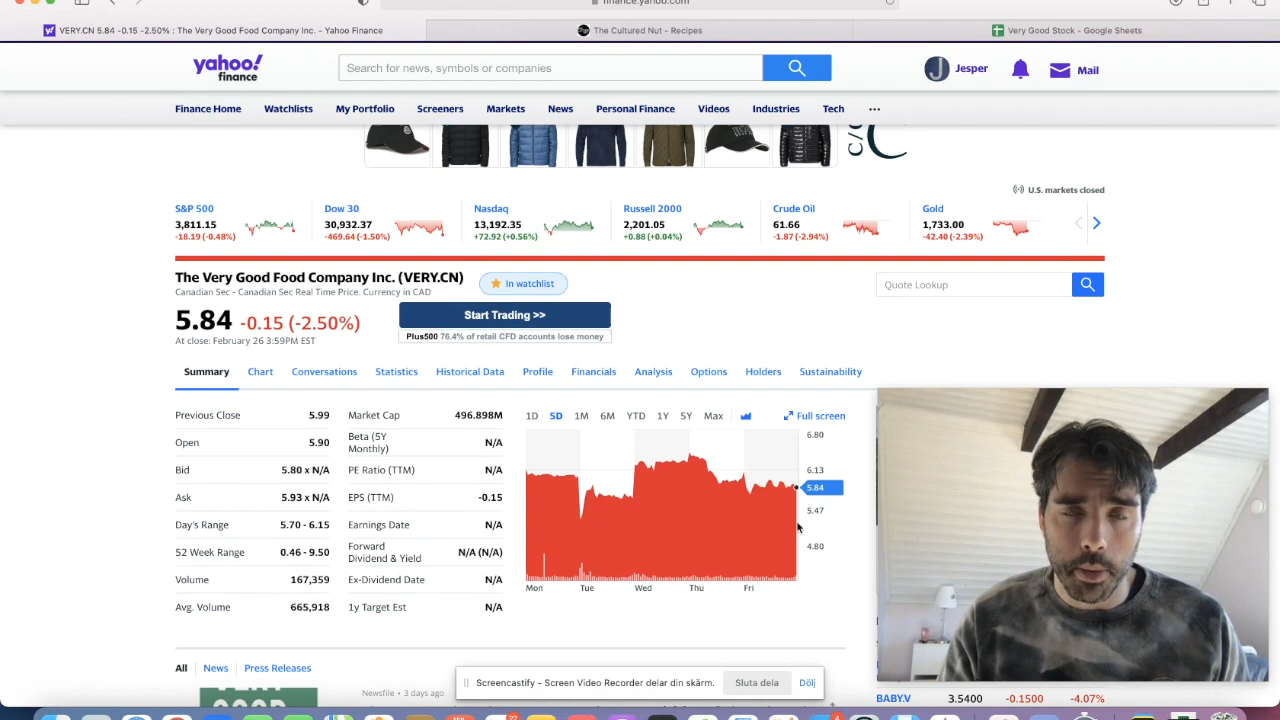 finance.yahoo.com
VERY.CN 5.84 -0.15 -2.50% : The Very Good Food Company Inc. - Yahoo Finance
The Cultured Nut - Recipes
Very Good Stock - Google Sheets
yahoo!
finance
Search for news, symbols or companies
J
Jesper
Mail
Finance Home Watchlists My Portfolio Screeners Markets News Personal Finance Videos Industries Tech ...
U.S. markets closed
S&P 500 Dow 30 Nasdaq Russell 2000 Crude Oil Gold
3,811.15 30,932.37 13,192.35 2,201.05 61.66 1,733.00
-18.19 (-0.48%) -469.64 (-1.50%) +72.92 (+0.56%) +0.88 (+0.04%) -1.87 (-2.94%) -42.40 (-2.39%)
The Very Good Food Company Inc. (VERY.CN)
In watchlist
Quote Lookup
Canadian Sec - Canadian Sec Real Time Price. Currency in CAD
5.84 -0.15 (-2.50%)
Start Trading >>
At close: February 26 3:59PM EST
Plus500 76.4% of retail CFD accounts lose money
Summary Chart Conversations Statistics Historical Data Profile Financials Analysis Options Holders Sustainability
Previous Close 5.99
Open 5.90
Bid 5.80 x N/A
Ask 5.93 x N/A
Day's Range 5.70 - 6.15
52 Week Range 0.46 - 9.50
Volume 167,359
Avg. Volume 665,918
Market Cap 496.898M
Beta (5Y
Monthly) N/A
PE Ratio (TTM) N/A
EPS (TTM) -0.15
Earnings Date N/A
Forward
Dividend & Yield N/A (N/A)
Ex-Dividend Date N/A
1y Target Est N/A
1D 5D 1M 6M YTD 1Y 5Y Max Full screen
6.80
6.13
5.84
5.47
4.80
Mon Tue Wed Thu Fri
All News Press Releases
Newsfile • 3 days ago
Screencastify - Screen Video Recorder delar din skärm. Sluta dela Dölj
BABY.V 3.5400 -0.1500 -4.07%